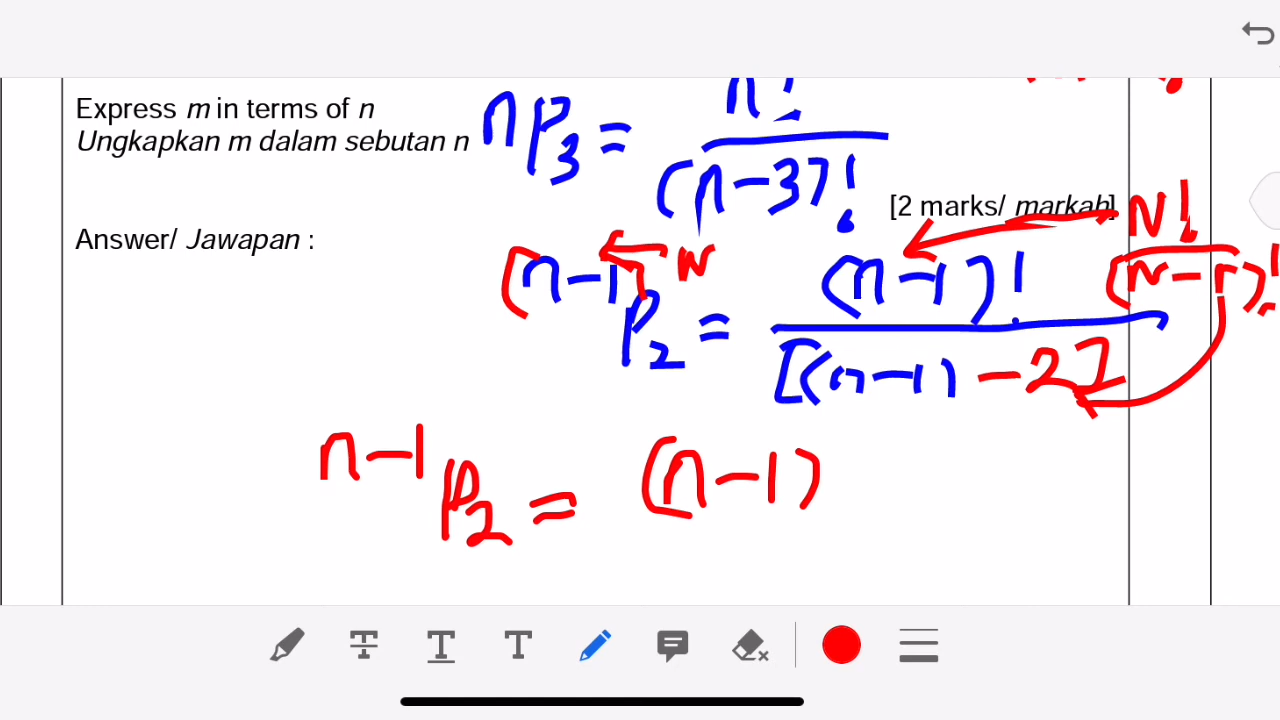 Express m in terms of n
Ungkapkan m dalam sebutan n
nP3 = n! / (n-3)!
[2 marks/ markah]
Answer/ Jawapan :
n
n!
(n-r)!
(n-1)P2 = (n-1)! / [(n-1)-2]
n-1P2 = (n-1)
T
T
T